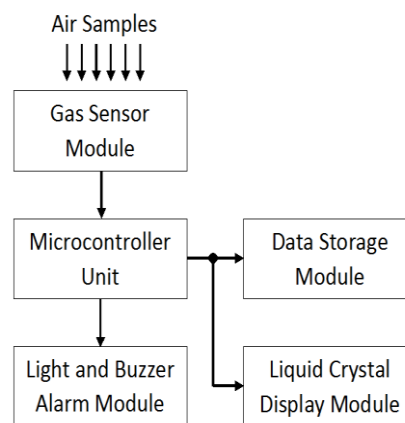 Air Samples
Gas Sensor
Module
Microcontroller
Unit
Data Storage
Module
Light and Buzzer
Alarm Module
Liquid Crystal
Display Module